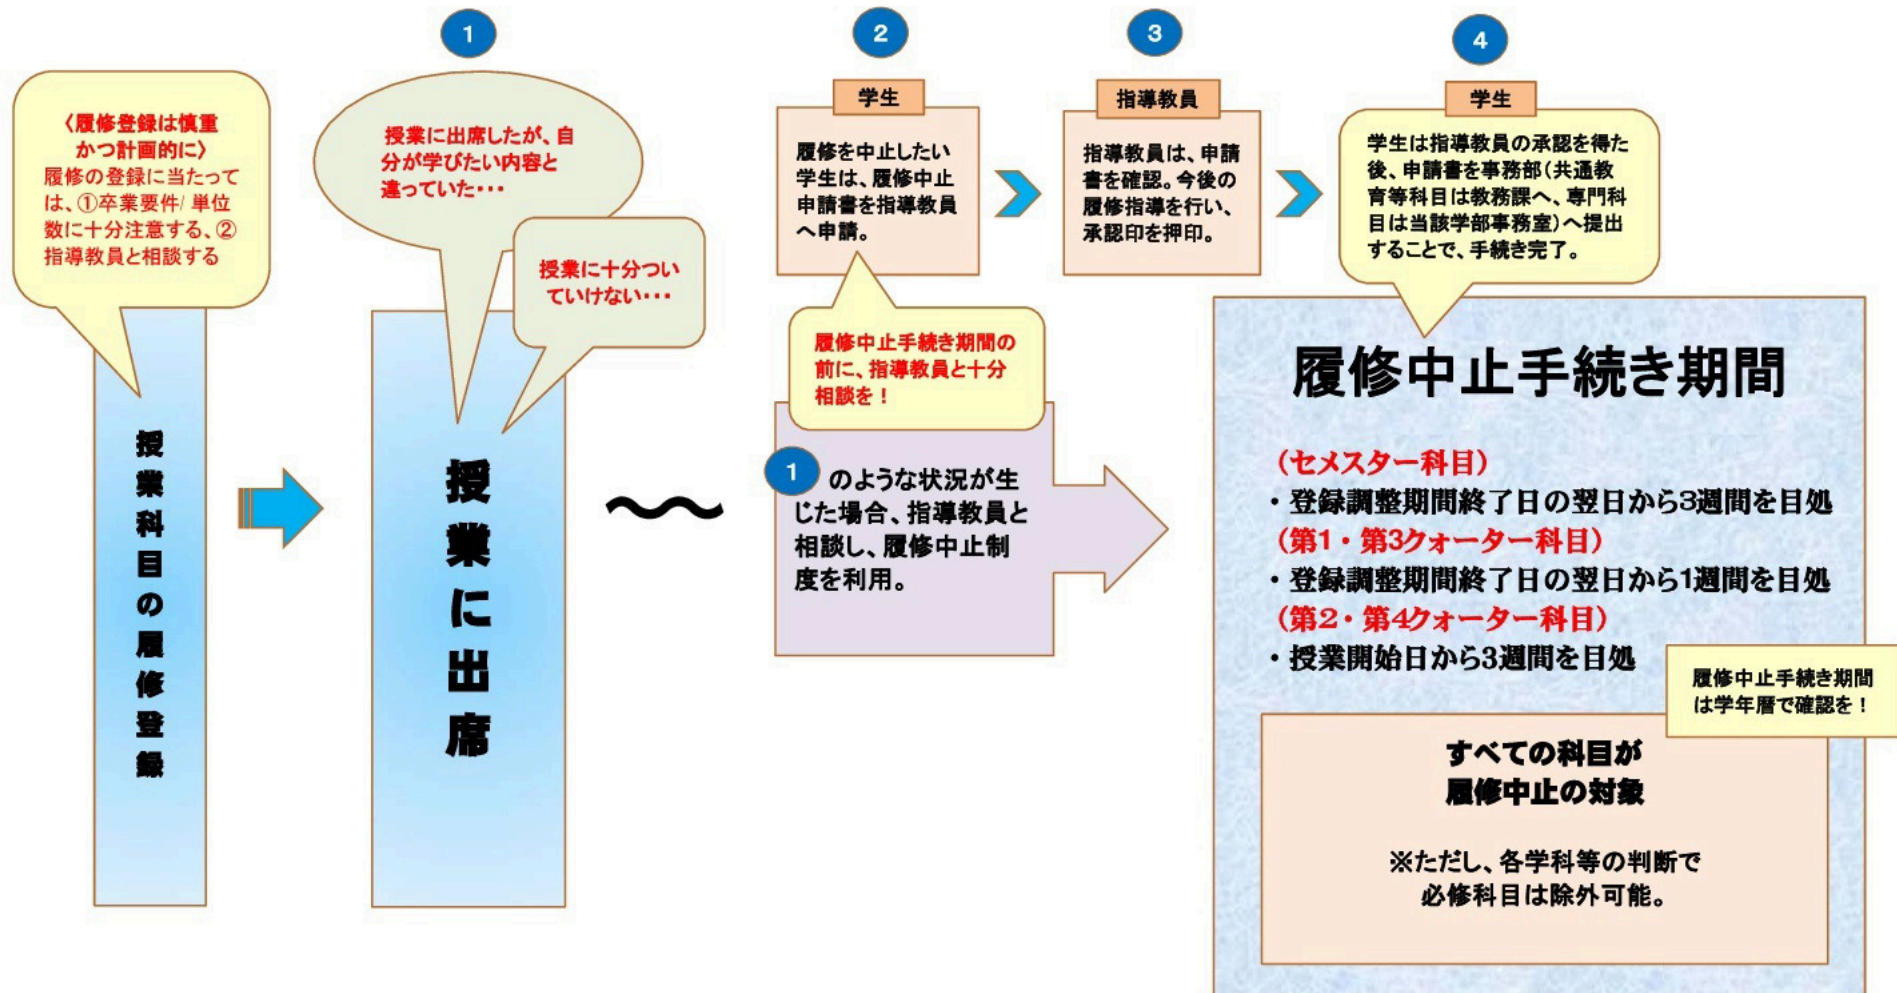 〈履修登録は慎重
かつ計画的に〉
履修の登録に当たって
は、①卒業要件/ 単位
数に十分注意する、②
指導教員と相談する
授業科目の履修登録
1
授業に出席したが、自
分が学びたい内容と
違っていた・・・
授業に十分つい
ていけない・・・
授業に出席
2
学生
履修を中止したい
学生は、履修中止
申請書を指導教員
へ申請。
履修中止手続き期間の
前に、指導教員と十分
相談を！
1 のような状況が生
じた場合、指導教員と
相談し、履修中止制
度を利用。
3
指導教員
指導教員は、申請
書を確認。今後の
履修指導を行い、
承認印を押印。
4
学生
学生は指導教員の承認を得た
後、申請書を事務部（共通教
育等科目は教務課へ、専門科
目は当該学部事務室）へ提出
することで、手続き完了。
履修中止手続き期間
（セメスター科目）
・登録調整期間終了日の翌日から3週間を目処
（第1・第3クォーター科目）
・登録調整期間終了日の翌日から1週間を目処
（第2・第4クォーター科目）
・授業開始日から3週間を目処
履修中止手続き期間
は学年暦で確認を！
すべての科目が
履修中止の対象
※ただし、各学科等の判断で
必修科目は除外可能。